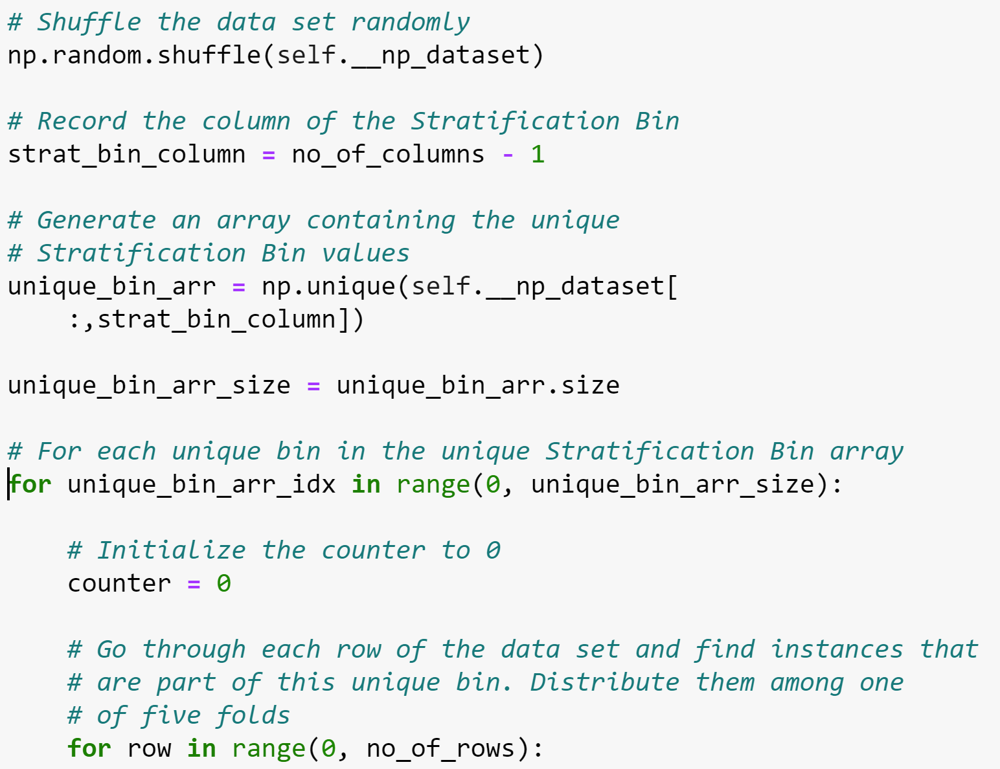 # Shuffle the data set randomly
np.random.shuffle(self.__np_dataset)
# Record the column of the Stratification Bin
strat_bin_column = no_of_columns - 1
# Generate an array containing the unique
# Stratification Bin values
unique_bin_arr = np.unique(self.__np_dataset[
    :,strat_bin_column])
unique_bin_arr_size = unique_bin_arr.size
# For each unique bin in the unique Stratification Bin array
for unique_bin_arr_idx in range(0, unique_bin_arr_size):
    # Initialize the counter to 0
    counter = 0
    # Go through each row of the data set and find instances that
    # are part of this unique bin. Distribute them among one
    # of five folds
    for row in range(0, no_of_rows):